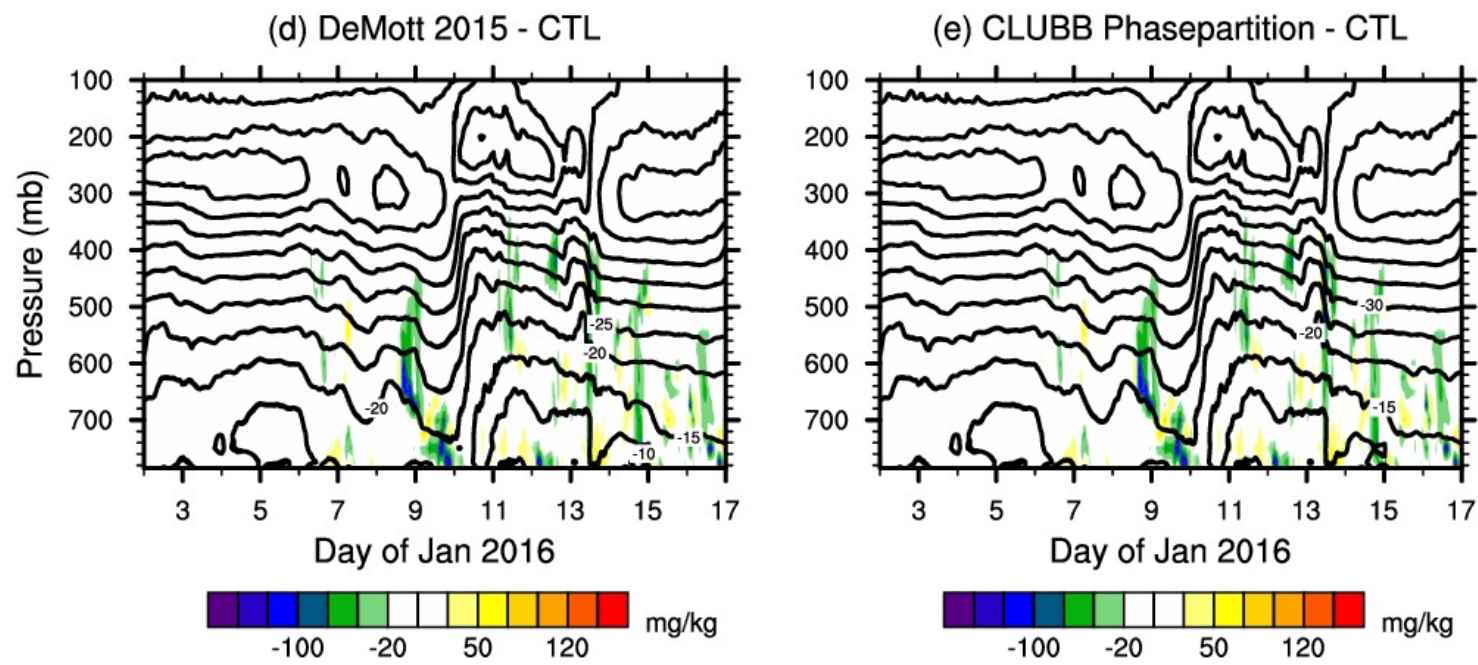 (d) DeMott 2015 - CTL
(e) CLUBB Phasepartition - CTL
Pressure (mb)
100
200
300
400
500
600
700
-25
-20
-20
-15
-10
3 5 7 9 11 13 15 17
Day of Jan 2016
-100 -20 50 120 mg/kg
100
200
300
400
500
600
700
-30
-20
-15
3 5 7 9 11 13 15 17
Day of Jan 2016
-100 -20 50 120 mg/kg